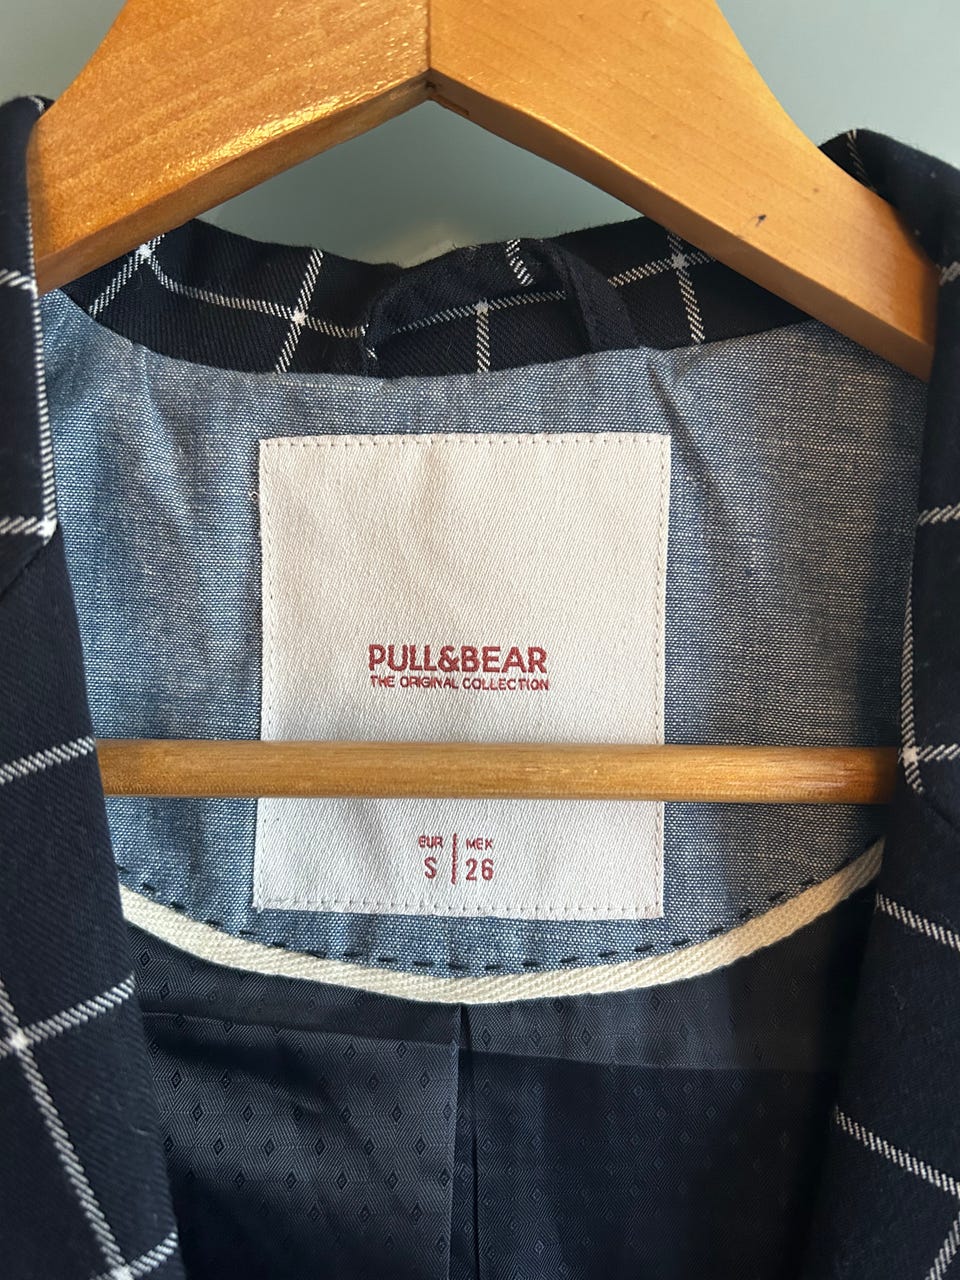 PULL&BEAR
THE ORIGINAL COLLECTION
EUR | MEX
S | 26